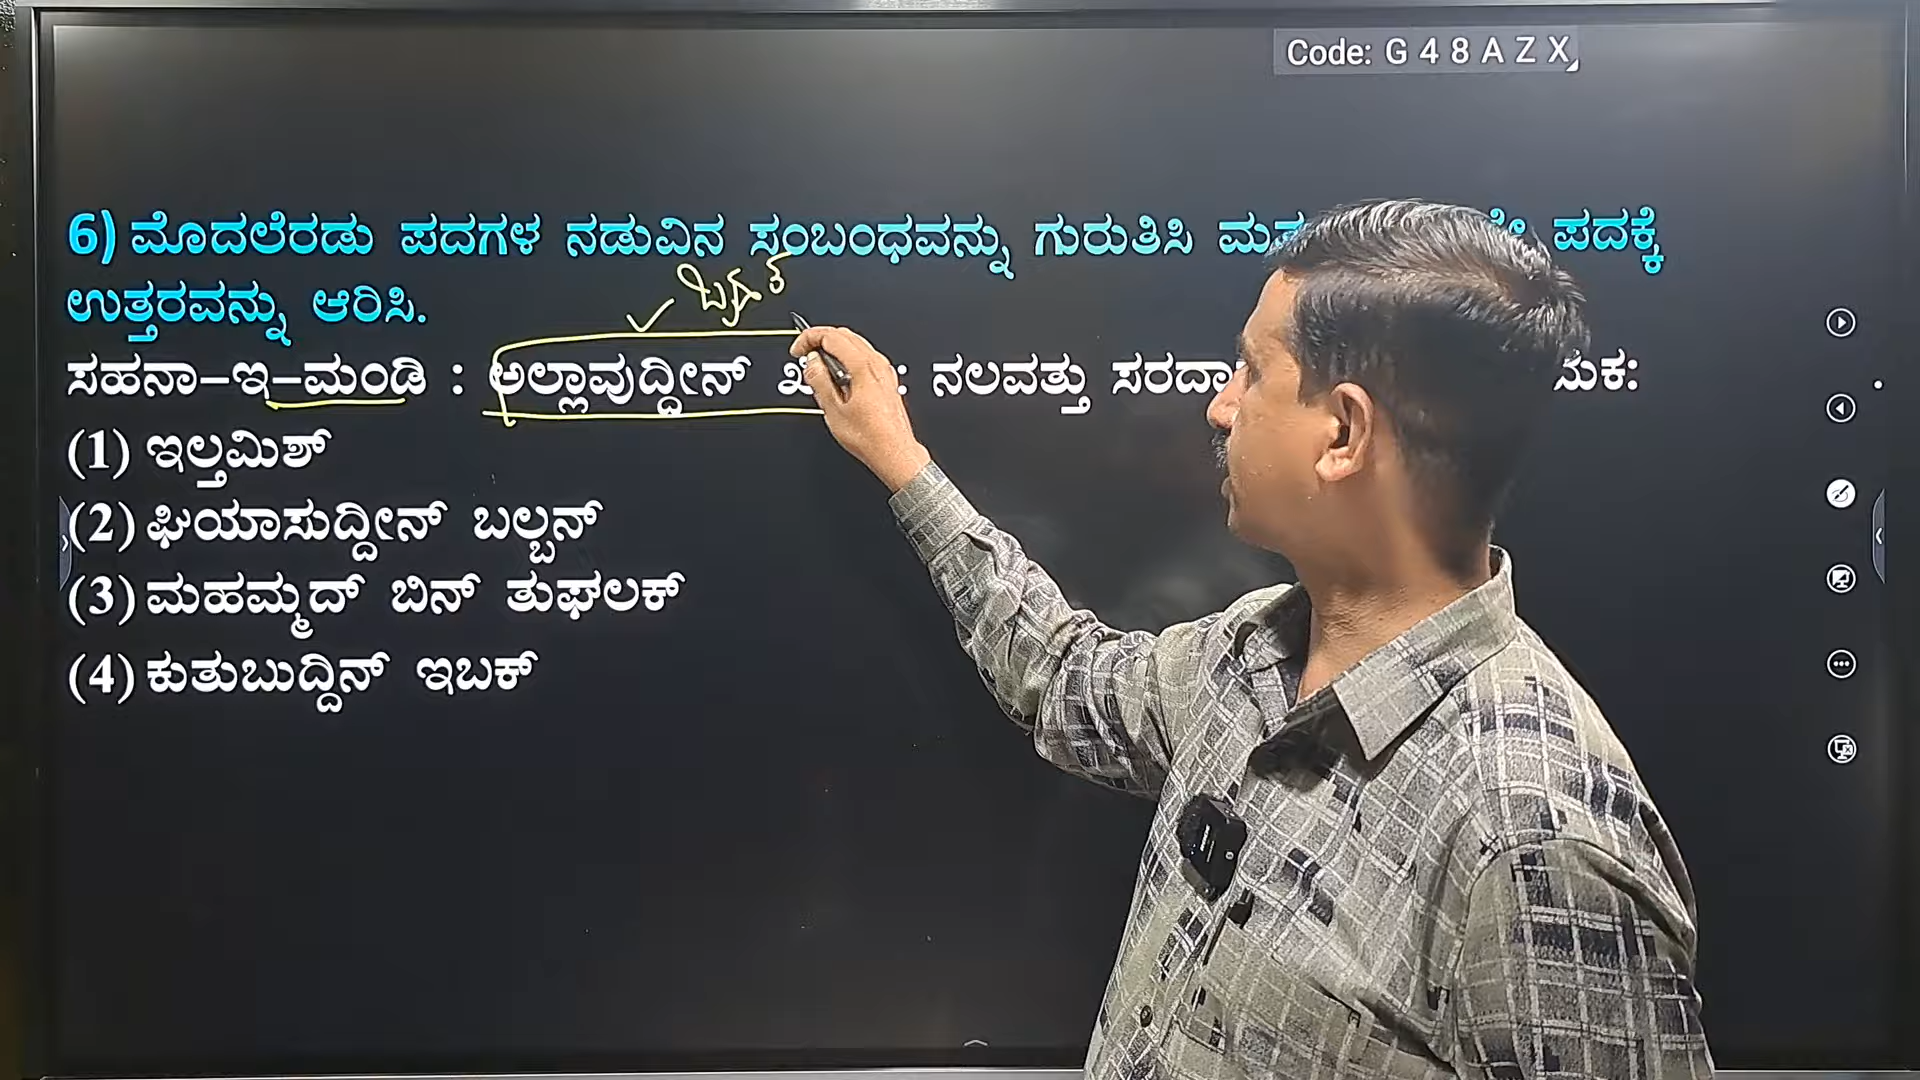 Code: G 4 8 A Z X
6) ಮೊದಲೆರಡು ಪದಗಳ ನಡುವಿನ ಸಂಬಂಧವನ್ನು ಗುರುತಿಸಿ ಪದಕ್ಕೆ
ಉತ್ತರವನ್ನು ಆರಿಸಿ.
ಸಹನಾ–ಇ–ಮಂಡಿ : ಅಲ್ಲಾವುದ್ಧೀನ್ : ನಲವತ್ತು
(1) ಇಲ್ತಮಿಶ್
(2) ಘಿಯಾಸುದ್ದೀನ್ ಬಲ್ಬನ್
(3) ಮಹಮ್ಮದ್ ಬಿನ್ ತುಘಲಕ್
(4) ಕುತುಬುದ್ದಿನ್ ಇಬಕ್